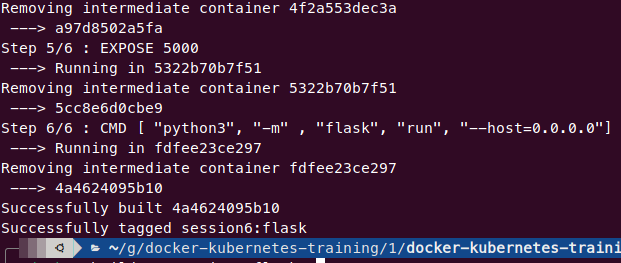 Removing intermediate container 4f2a553dec3a
---> a97d8502a5fa
Step 5/6 : EXPOSE 5000
---> Running in 5322b70b7f51
Removing intermediate container 5322b70b7f51
---> 5cc8e6d0cbe9
Step 6/6 : CMD [ "python3", "-m" , "flask", "run", "--host=0.0.0.0"]
---> Running in fdfee23ce297
Removing intermediate container fdfee23ce297
---> 4a4624095b10
Successfully built 4a4624095b10
Successfully tagged session6:flask
~/g/docker-kubernetes-training/1/docker-kubernetes-traini